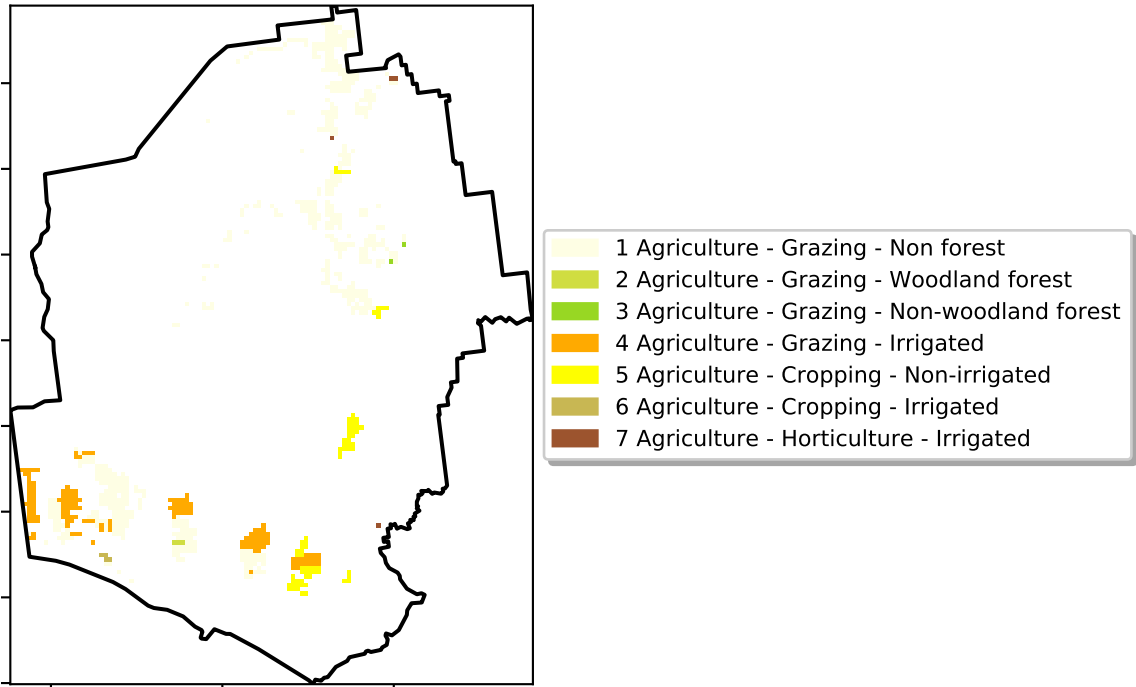 1 Agriculture - Grazing - Non forest
2 Agriculture - Grazing - Woodland forest
3 Agriculture - Grazing - Non-woodland forest
4 Agriculture - Grazing - Irrigated
5 Agriculture - Cropping - Non-irrigated
6 Agriculture - Cropping - Irrigated
7 Agriculture - Horticulture - Irrigated